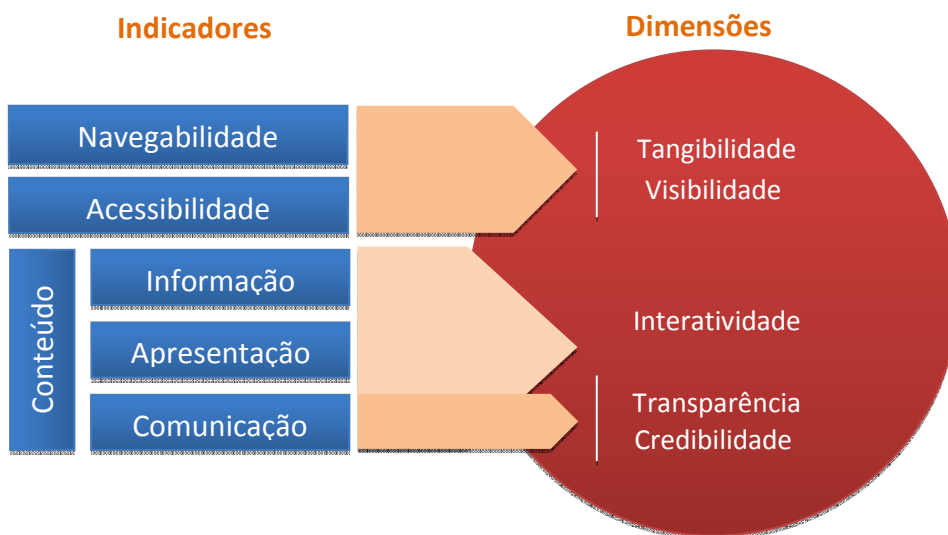 Indicadores
Dimensões
Navegabilidade
Acessibilidade
Conteúdo
Informação
Apresentação
Comunicação
Tangibilidade
Visibilidade
Interatividade
Transparência
Credibilidade